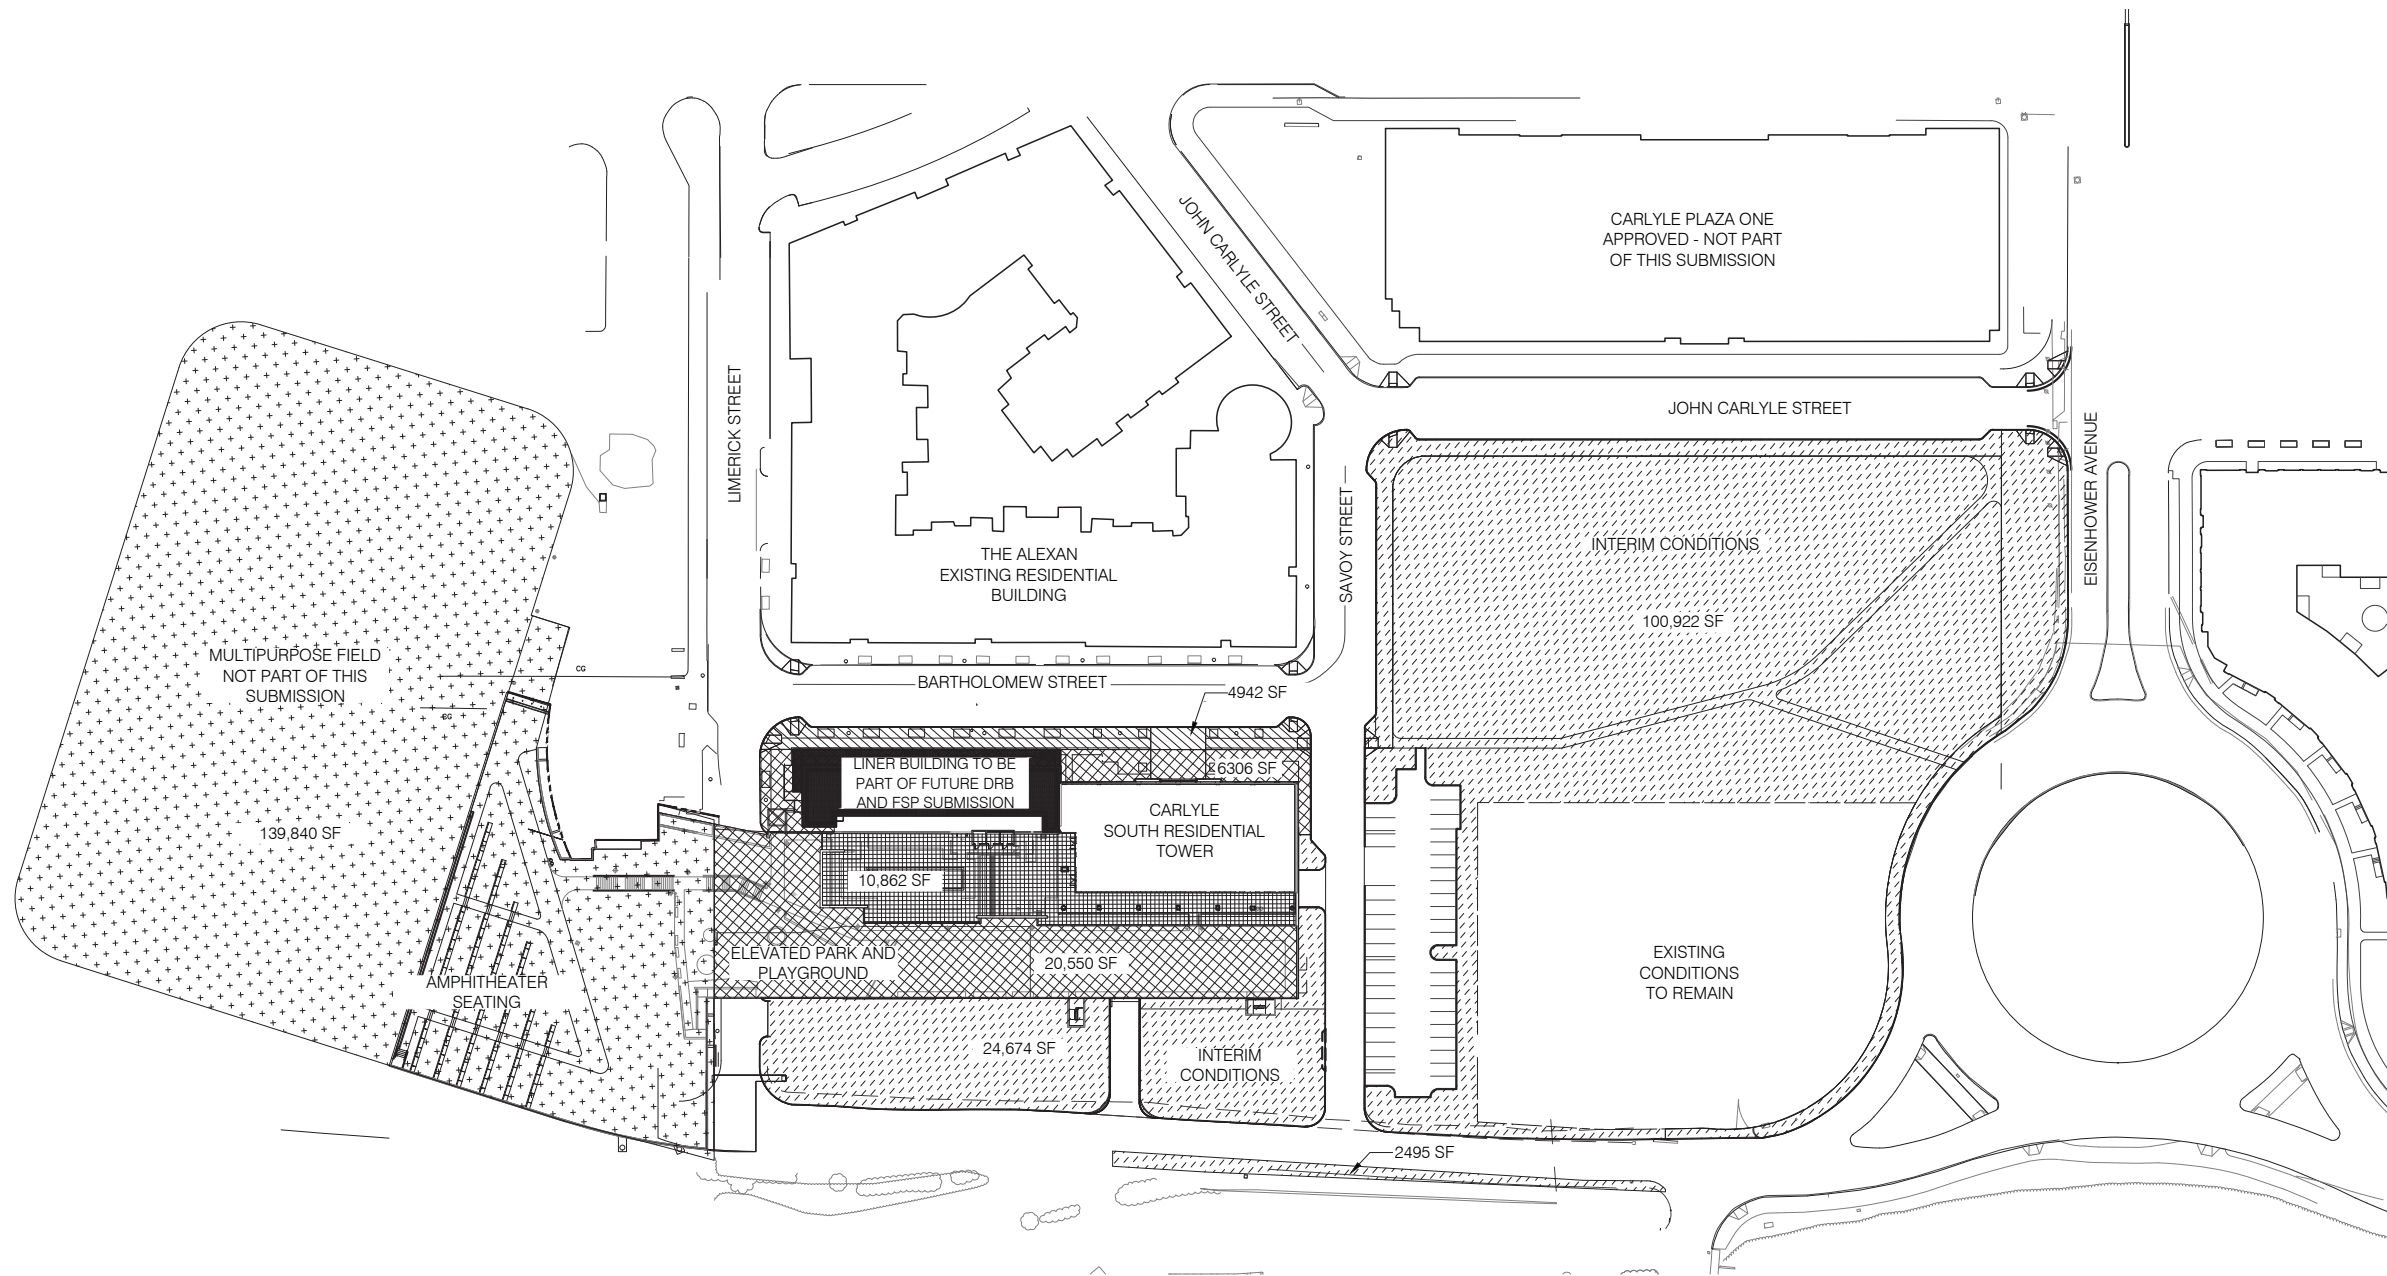 CARLYLE PLAZA ONE
APPROVED - NOT PART
OF THIS SUBMISSION
JOHN CARLYLE STREET
JOHN CARLYLE STREET
LIMERICK STREET
EISENHOWER AVENUE
SAVOY STREET
INTERIM CONDITIONS
100,922 SF
THE ALEXAN
EXISTING RESIDENTIAL
BUILDING
MULTIPURPOSE FIELD
NOT PART OF THIS
SUBMISSION
CG
CG
BARTHOLOMEW STREET
4942 SF
LINER BUILDING TO BE
PART OF FUTURE DRB
AND FSP SUBMISSION
6306 SF
CARLYLE
SOUTH RESIDENTIAL
TOWER
139,840 SF
10,862 SF
ELEVATED PARK AND
PLAYGROUND
20,550 SF
AMPHITHEATER
SEATING
EXISTING
CONDITIONS
TO REMAIN
24,674 SF
INTERIM
CONDITIONS
2495 SF